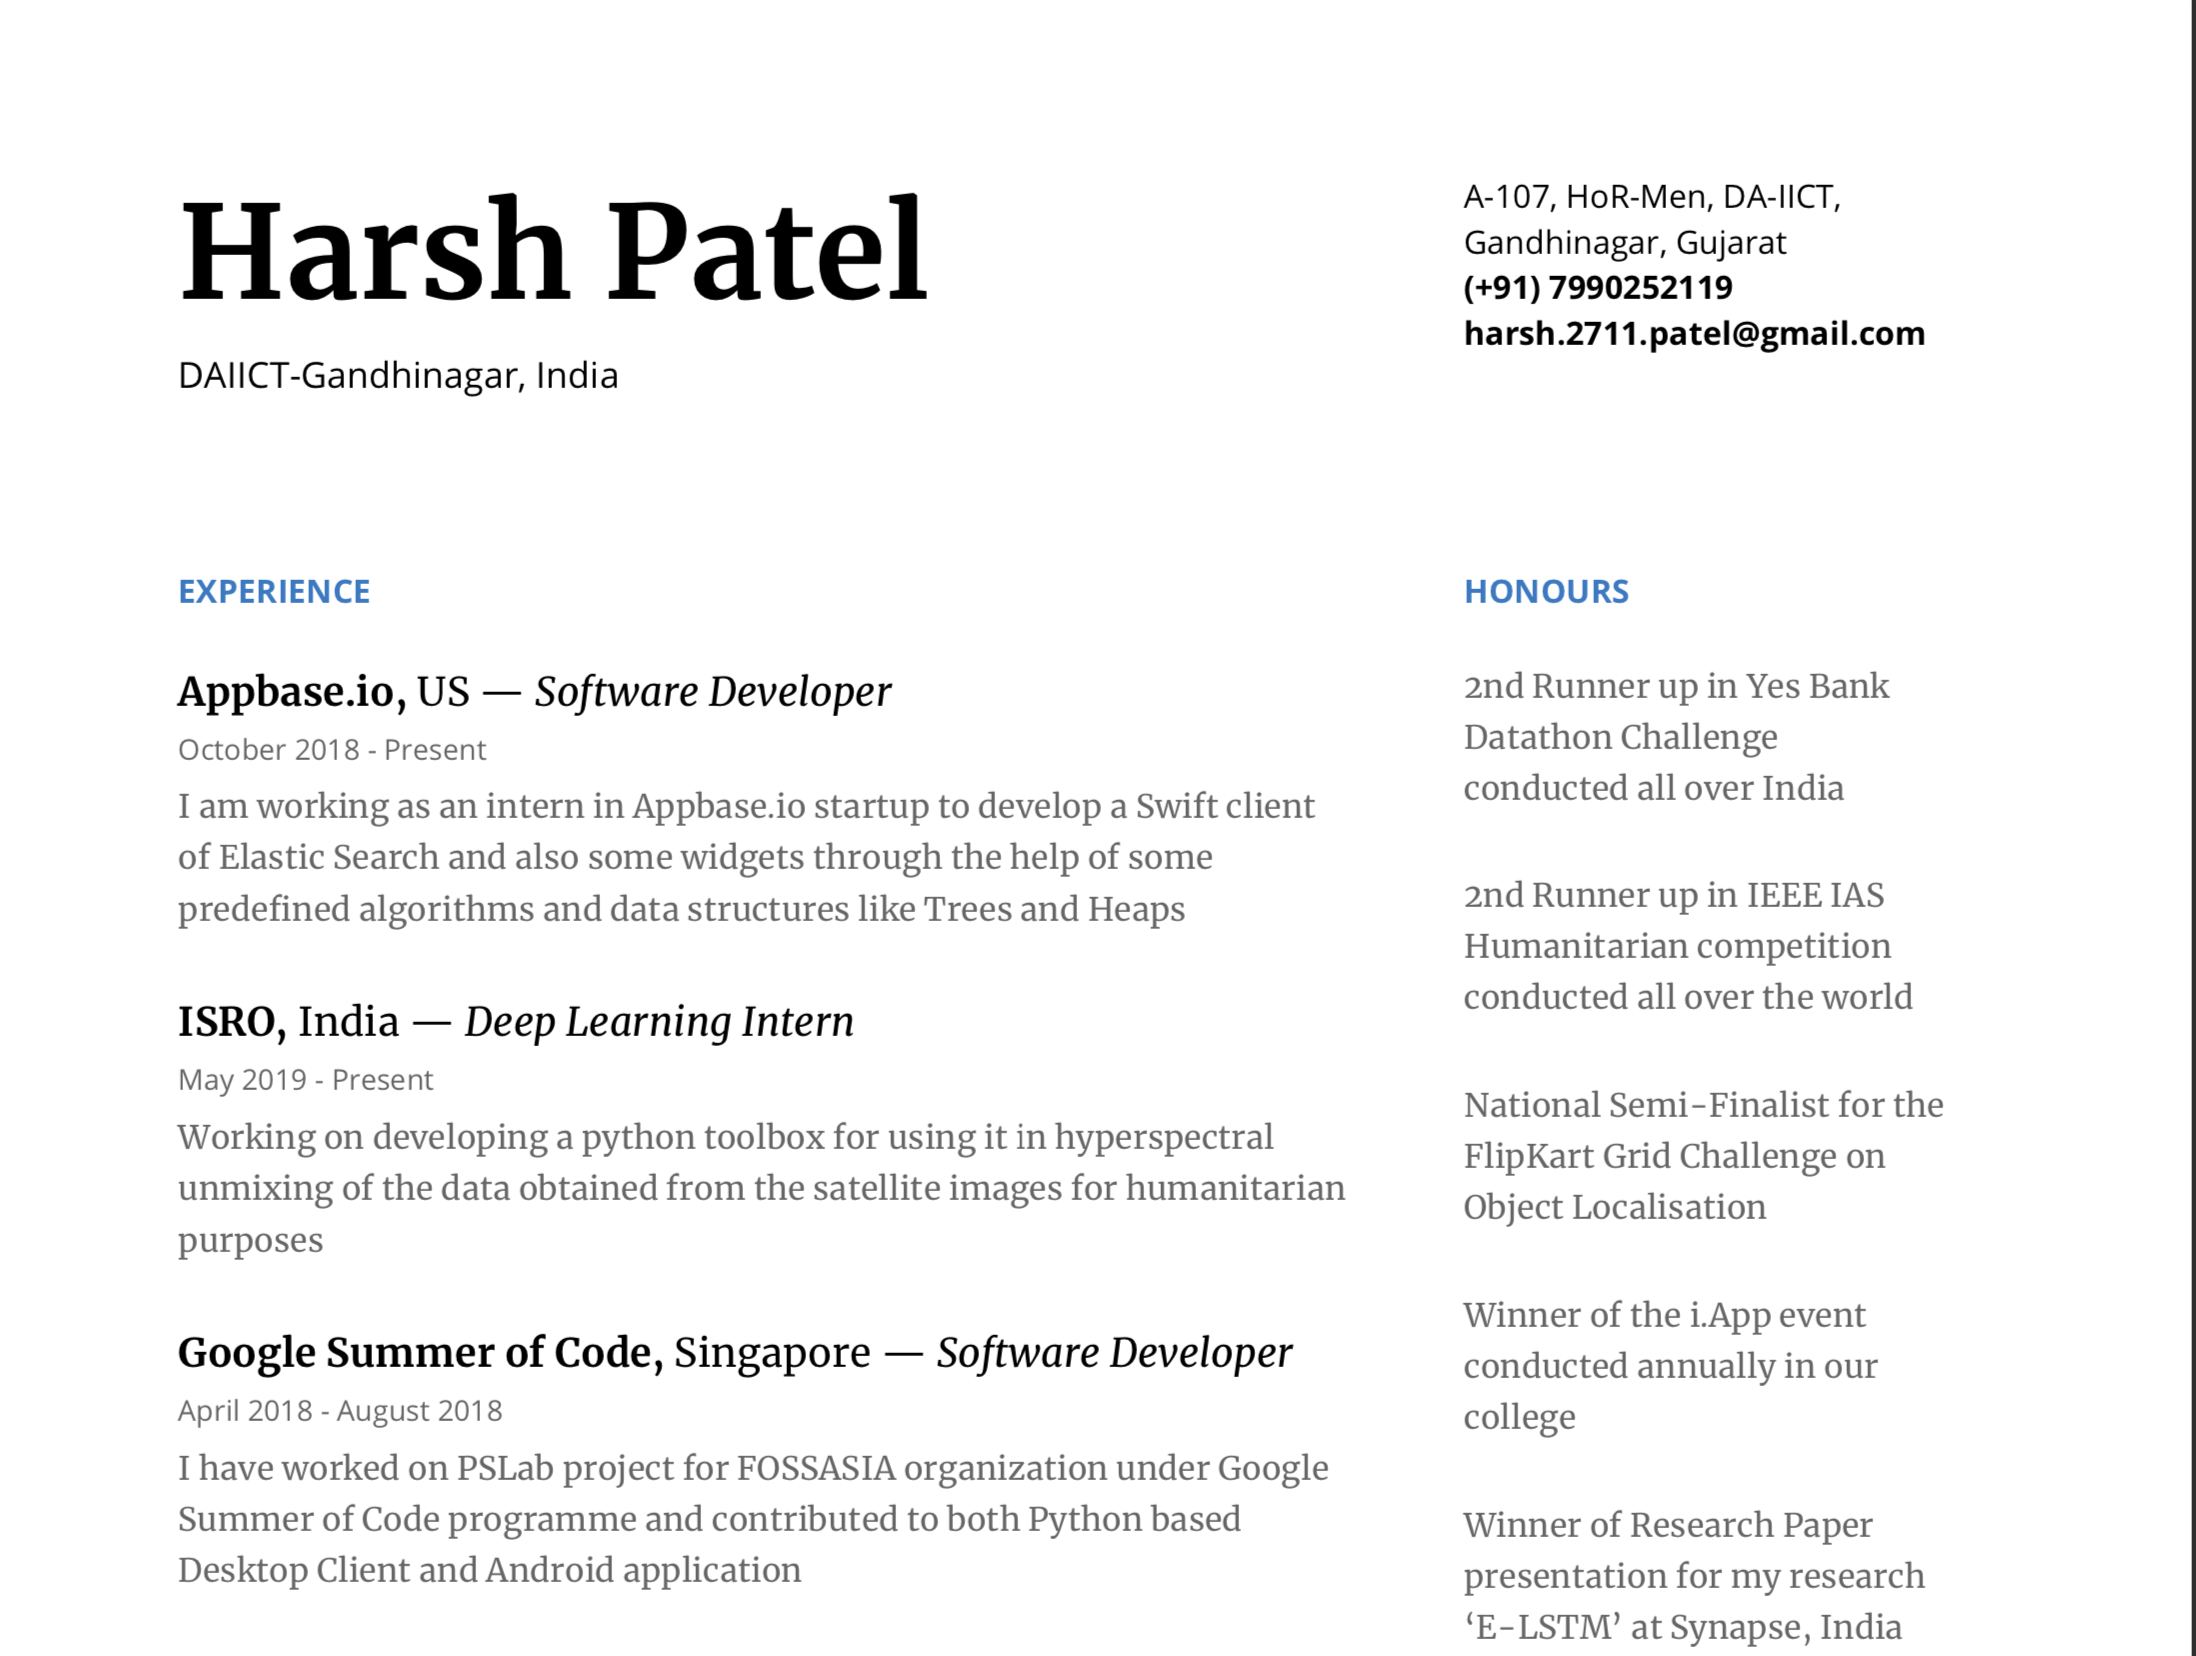 Harsh Patel
DAIICT-Gandhinagar, India
A-107, HoR-Men, DA-IICT,
Gandhinagar, Gujarat
(+91) 7990252119
harsh.2711.patel@gmail.com
EXPERIENCE
Appbase.io, US — Software Developer
October 2018 - Present
I am working as an intern in Appbase.io startup to develop a Swift client
of Elastic Search and also some widgets through the help of some
predefined algorithms and data structures like Trees and Heaps
ISRO, India — Deep Learning Intern
May 2019 - Present
Working on developing a python toolbox for using it in hyperspectral
unmixing of the data obtained from the satellite images for humanitarian
purposes
Google Summer of Code, Singapore — Software Developer
April 2018 - August 2018
I have worked on PSLab project for FOSSASIA organization under Google
Summer of Code programme and contributed to both Python based
Desktop Client and Android application
HONOURS
2nd Runner up in Yes Bank
Datathon Challenge
conducted all over India
2nd Runner up in IEEE IAS
Humanitarian competition
conducted all over the world
National Semi-Finalist for the
FlipKart Grid Challenge on
Object Localisation
Winner of the i.App event
conducted annually in our
college
Winner of Research Paper
presentation for my research
‘E-LSTM’ at Synapse, India